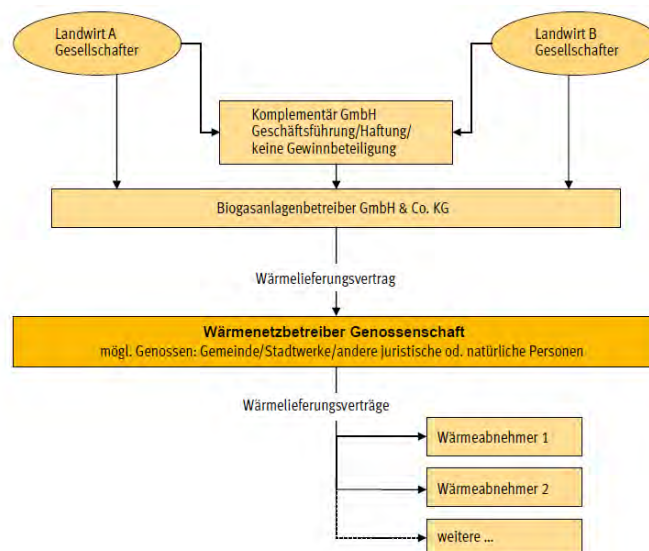 Landwirt A
Gesellschafter
Landwirt B
Gesellschafter
Komplementär GmbH
Geschäftsführung/Haftung/
keine Gewinnbeteiligung
Biogasanlagenbetreiber GmbH & Co. KG
Wärmelieferungsvertrag
Wärmenetzbetreiber Genossenschaft
mögl. Genossen: Gemeinde/Stadtwerke/andere juristische od. natürliche Personen
Wärmelieferungsverträge
Wärmeabnehmer 1
Wärmeabnehmer 2
weitere ...